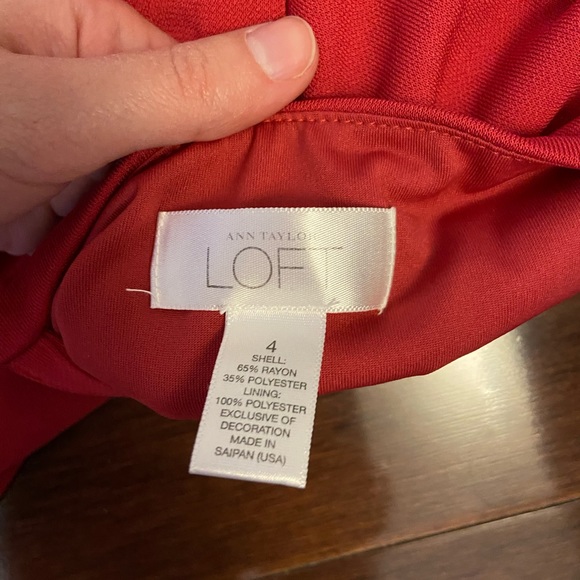 ANN TAYLOR
LOFT
4
SHELL:
65% RAYON
35% POLYESTER
LINING:
100% POLYESTER
EXCLUSIVE OF
DECORATION
MADE IN
SAIPAN (USA)